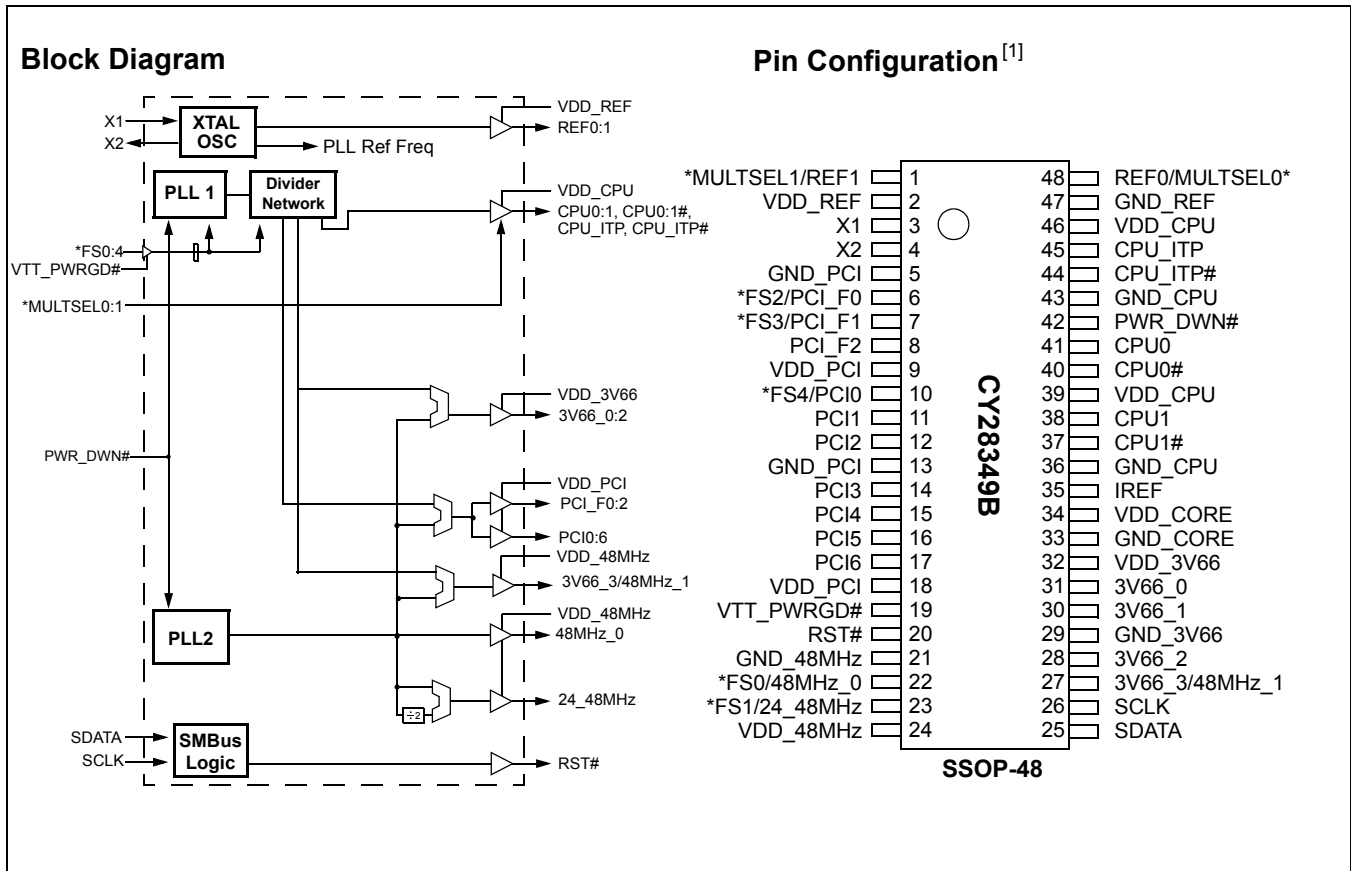 Block Diagram
X1
X2
XTAL
OSC
VDD_REF
REF0:1
PLL Ref Freq
PLL 1
Divider
Network
VDD_CPU
CPU0:1, CPU0:1#,
CPU_ITP, CPU_ITP#
*FS0:4
VTT_PWRGD#
*MULTSEL0:1
VDD_3V66
3V66_0:2
PWR_DWN#
VDD_PCI
PCI_F0:2
PCI0:6
VDD_48MHz
3V66_3/48MHz_1
VDD_48MHz
PLL2
48MHz_0
÷2
24_48MHz
SDATA
SCLK
SMBus
Logic
RST#
Pin Configuration[1]
*MULTSEL1/REF1 1 48 REF0/MULTSEL0*
VDD_REF 2 47 GND_REF
X1 3 46 VDD_CPU
X2 4 45 CPU_ITP
GND_PCI 5 44 CPU_ITP#
*FS2/PCI_F0 6 43 GND_CPU
*FS3/PCI_F1 7 42 PWR_DWN#
PCI_F2 8 41 CPU0
VDD_PCI 9 40 CPU0#
*FS4/PCI0 10 39 VDD_CPU
PCI1 11 38 CPU1
PCI2 12 37 CPU1#
GND_PCI 13 36 GND_CPU
PCI3 14 35 IREF
PCI4 15 34 VDD_CORE
PCI5 16 33 GND_CORE
PCI6 17 32 VDD_3V66
VDD_PCI 18 31 3V66_0
VTT_PWRGD# 19 30 3V66_1
RST# 20 29 GND_3V66
GND_48MHz 21 28 3V66_2
*FS0/48MHz_0 22 27 3V66_3/48MHz_1
*FS1/24_48MHz 23 26 SCLK
VDD_48MHz 24 25 SDATA
CY28349B
SSOP-48